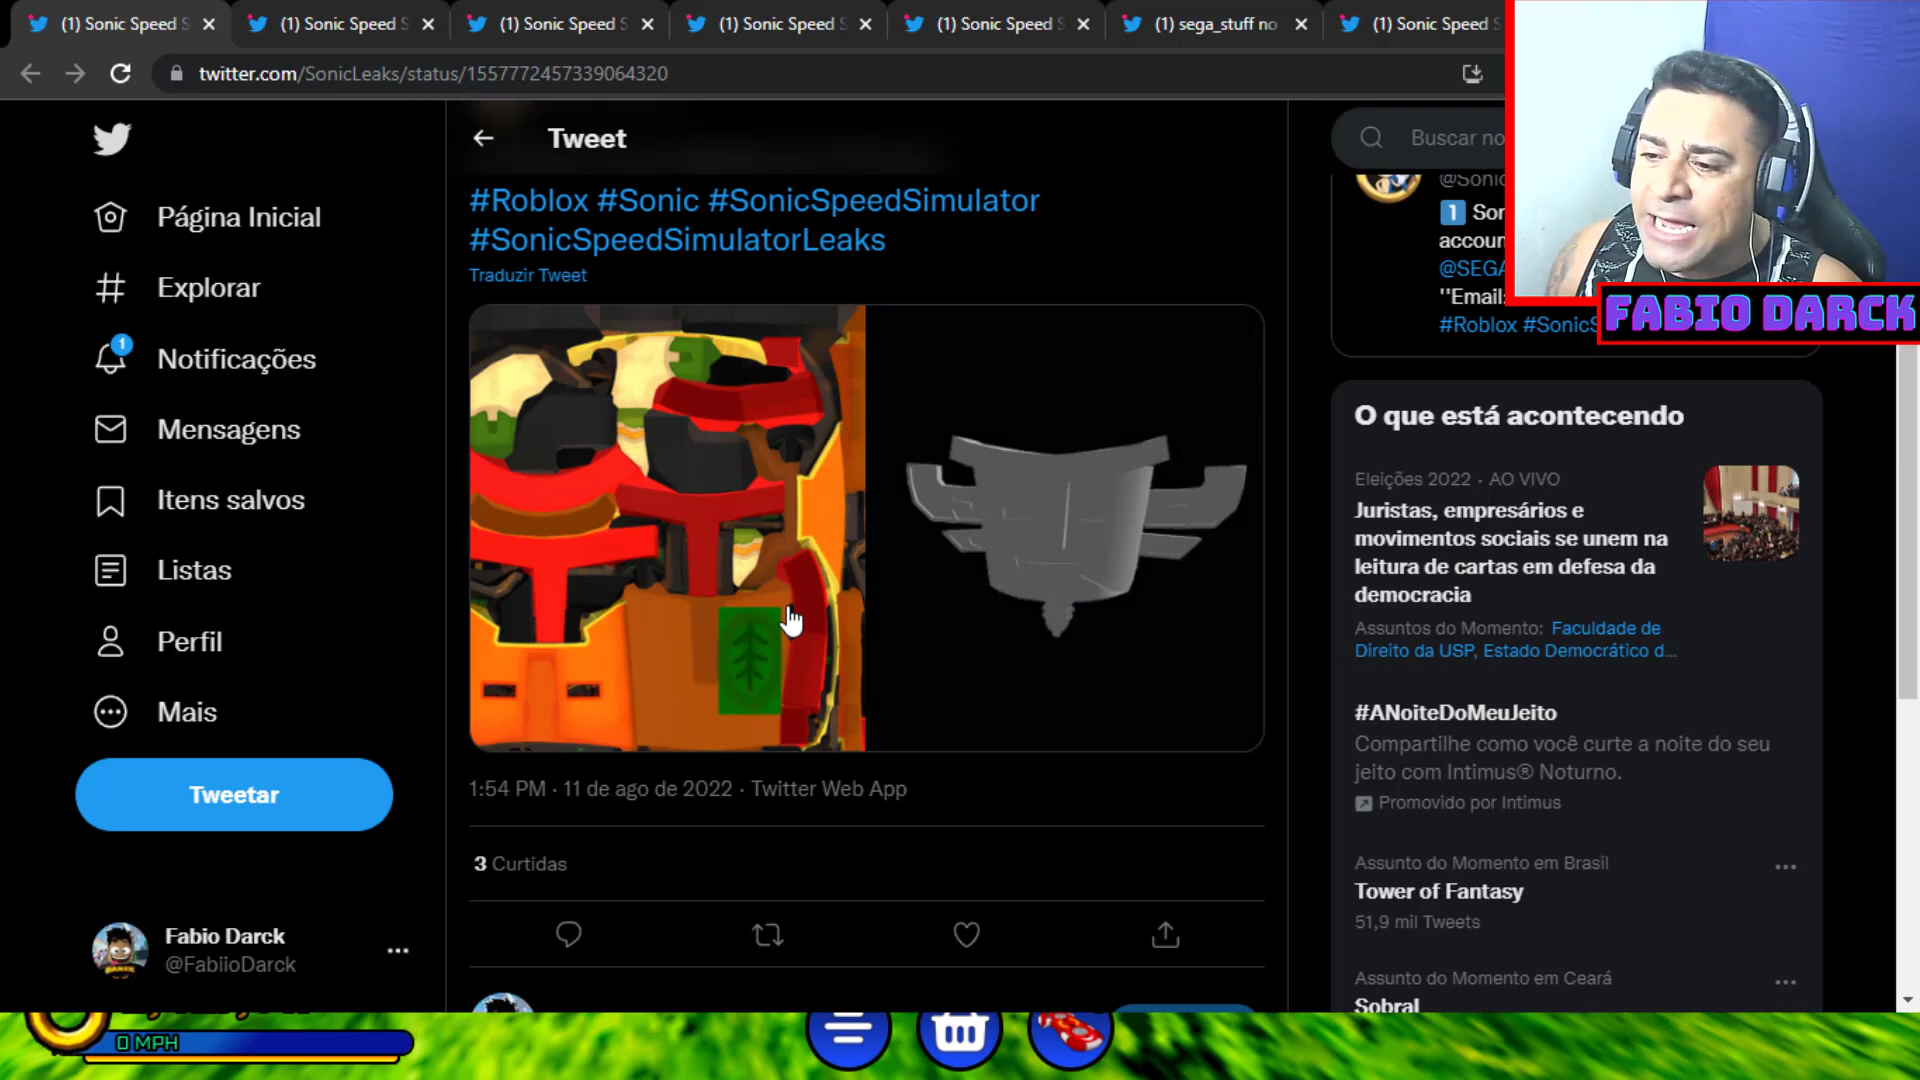 (1) Sonic Speed S
(1) Sonic Speed S
(1) Sonic Speed S
(1) Sonic Speed S
(1) Sonic Speed S
(1) sega_stuff no
(1) Sonic Speed S
twitter.com/SonicLeaks/status/1557772457339064320
Tweet
Buscar no
Página Inicial
Explorar
1
Notificações
Mensagens
Itens salvos
Listas
Perfil
Mais
Tweetar
Fabio Darck
@FabiioDarck
#Roblox #Sonic #SonicSpeedSimulator
#SonicSpeedSimulatorLeaks
Traduzir Tweet
1:54 PM · 11 de ago de 2022 · Twitter Web App
3 Curtidas
@Sonic
1 Son
accoun
@SEGA
''Email:
#Roblox #SonicS
FABIO DARCK
O que está acontecendo
Eleições 2022 · AO VIVO
Juristas, empresários e
movimentos sociais se unem na
leitura de cartas em defesa da
democracia
Assuntos do Momento: Faculdade de
Direito da USP, Estado Democrático d...
#ANoiteDoMeuJeito
Compartilhe como você curte a noite do seu
jeito com Intimus® Noturno.
Promovido por Intimus
Assunto do Momento em Brasil
Tower of Fantasy
51,9 mil Tweets
Assunto do Momento em Ceará
Sobral
0 MPH